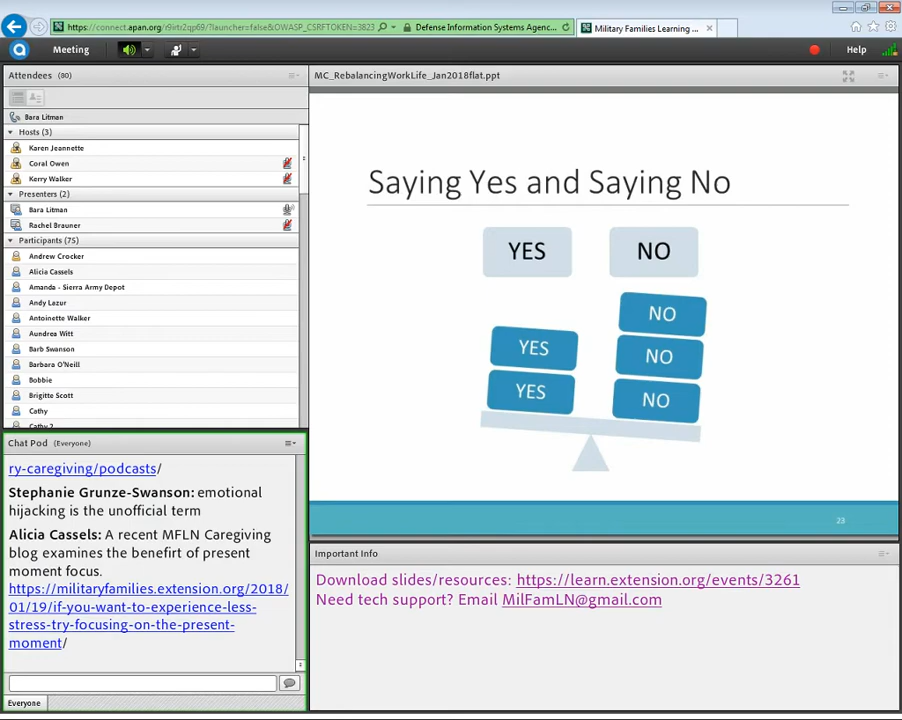 https://connect.apan.org/r9irtz2qp69/?launcher=false&OWASP_CSRFTOKEN=3823
Defense Information Systems Agenc...
Military Families Learning ...
Meeting
Help
Attendees (80)
MC_RebalancingWorkLife_Jan2018flat.ppt
Bara Litman
Hosts (3)
Karen Jeannette
Coral Owen
Kerry Walker
Presenters (2)
Bara Litman
Rachel Brauner
Participants (75)
Andrew Crocker
Alicia Cassels
Amanda - Sierra Army Depot
Andy Lazur
Antoinette Walker
Aundrea Witt
Barb Swanson
Barbara O'Neill
Bobbie
Brigitte Scott
Cathy
Cathy 2
Saying Yes and Saying No
YES NO
NO
YES NO
YES NO
23
Chat Pod (Everyone)
ry-caregiving/podcasts/
Stephanie Grunze-Swanson: emotional
hijacking is the unofficial term
Alicia Cassels: A recent MFLN Caregiving
blog examines the benefirt of present
moment focus.
https://militaryfamilies.extension.org/2018/
01/19/if-you-want-to-experience-less-
stress-try-focusing-on-the-present-
moment/
Everyone
Important Info
Download slides/resources: https://learn.extension.org/events/3261
Need tech support? Email MilFamLN@gmail.com